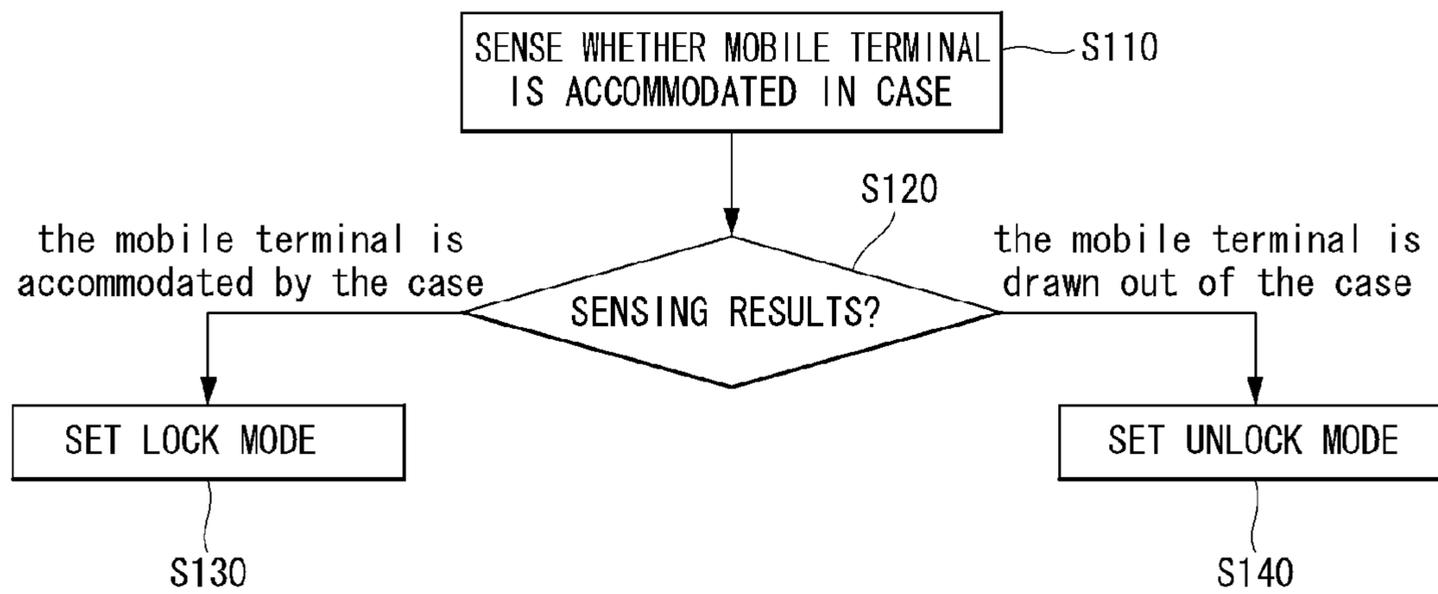 SENSE WHETHER MOBILE TERMINAL
IS ACCOMMODATED IN CASE
S110
S120
the mobile terminal is
accommodated by the case
the mobile terminal is
drawn out of the case
SENSING RESULTS?
SET LOCK MODE
SET UNLOCK MODE
S130
S140